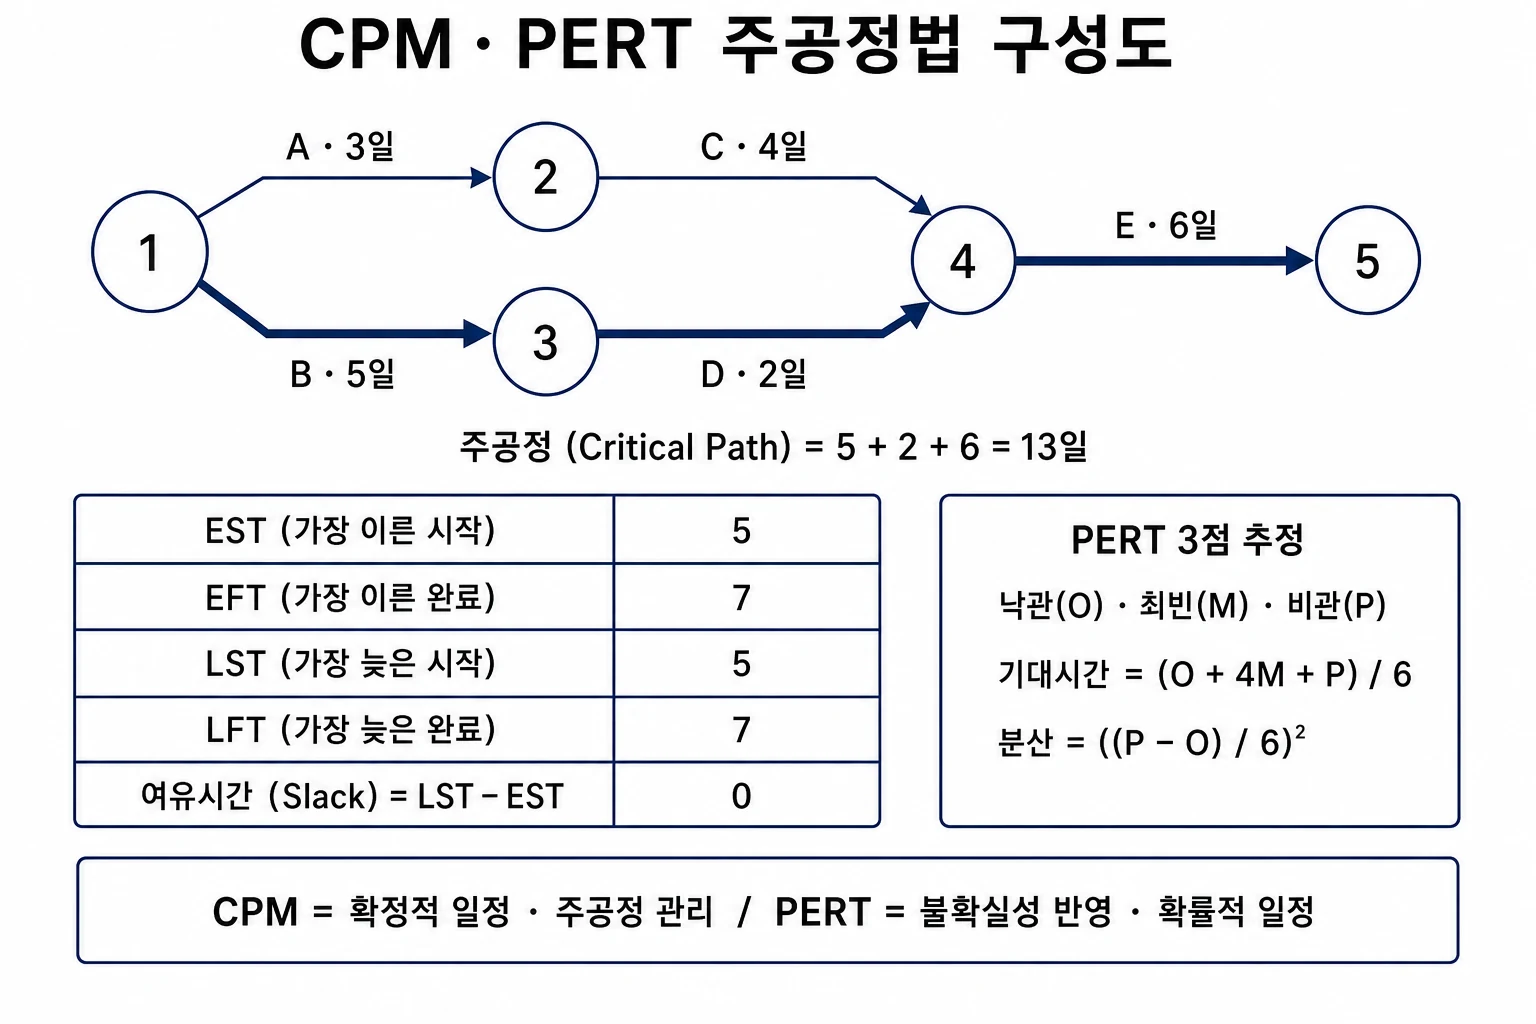 CPM · PERT 주공정법 구성도
A · 3일
C · 4일
1
2
3
4
5
E · 6일
B · 5일
D · 2일
주공정 (Critical Path) = 5 + 2 + 6 = 13일
EST (가장 이른 시작) 5
EFT (가장 이른 완료) 7
LST (가장 늦은 시작) 5
LFT (가장 늦은 완료) 7
여유시간 (Slack) = LST – EST 0
PERT 3점 추정
낙관(O) · 최빈(M) · 비관(P)
기대시간 = (O + 4M + P) / 6
분산 = ((P – O) / 6)²
CPM = 확정적 일정 · 주공정 관리 / PERT = 불확실성 반영 · 확률적 일정